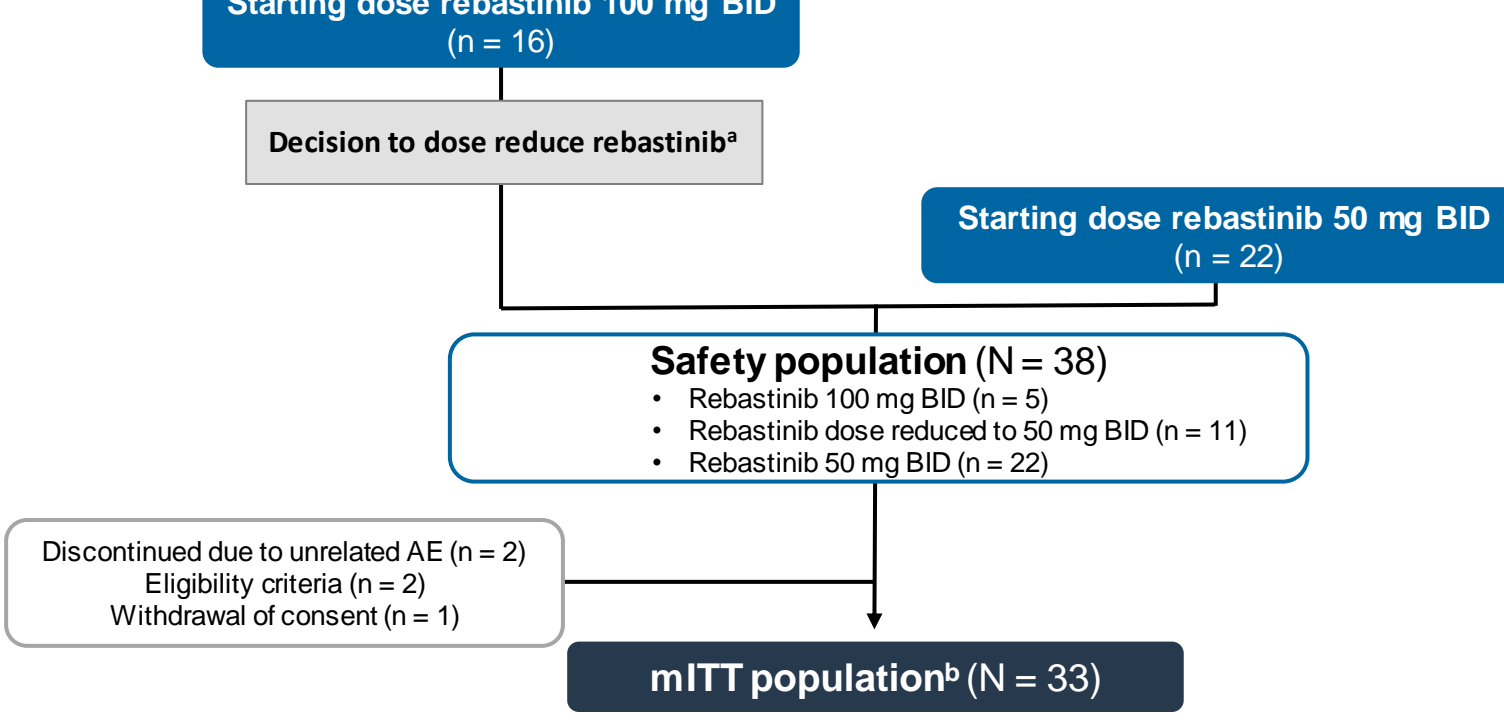 Starting dose rebastinib 100 mg BID
(n = 16)
Decision to dose reduce rebastinibᵃ
Starting dose rebastinib 50 mg BID
(n = 22)
Safety population (N = 38)
• Rebastinib 100 mg BID (n = 5)
• Rebastinib dose reduced to 50 mg BID (n = 11)
• Rebastinib 50 mg BID (n = 22)
Discontinued due to unrelated AE (n = 2)
Eligibility criteria (n = 2)
Withdrawal of consent (n = 1)
mITT populationᵇ (N = 33)